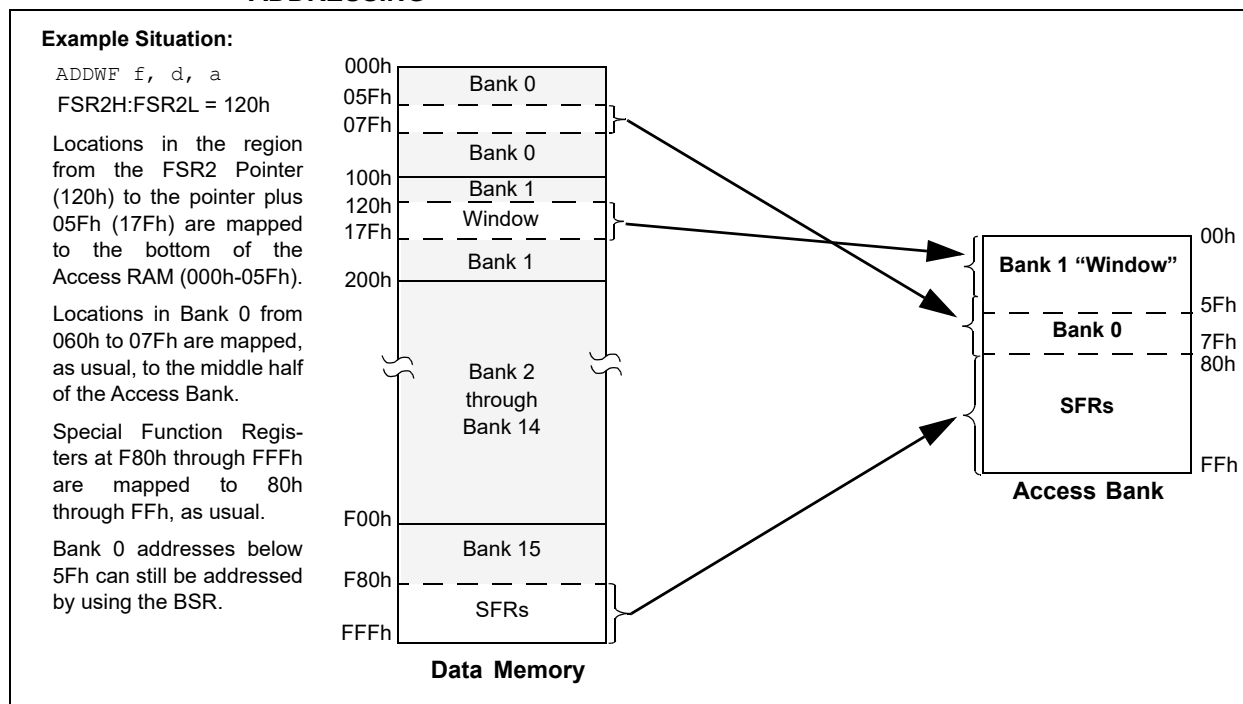 ADDRESSING
Example Situation:
ADDWF f, d, a
FSR2H:FSR2L = 120h
Locations in the region
from the FSR2 Pointer
(120h) to the pointer plus
05Fh (17Fh) are mapped
to the bottom of the
Access RAM (000h-05Fh).
Locations in Bank 0 from
060h to 07Fh are mapped,
as usual, to the middle half
of the Access Bank.
Special Function Regis-
ters at F80h through FFFh
are mapped to 80h
through FFh, as usual.
Bank 0 addresses below
5Fh can still be addressed
by using the BSR.
000h
Bank 0
05Fh
07Fh
Bank 0
100h
Bank 1
120h
Window
17Fh
Bank 1
200h
Bank 2
through
Bank 14
F00h
Bank 15
F80h
SFRs
FFFh
Data Memory
00h
Bank 1 “Window”
5Fh
Bank 0
7Fh
80h
SFRs
FFh
Access Bank